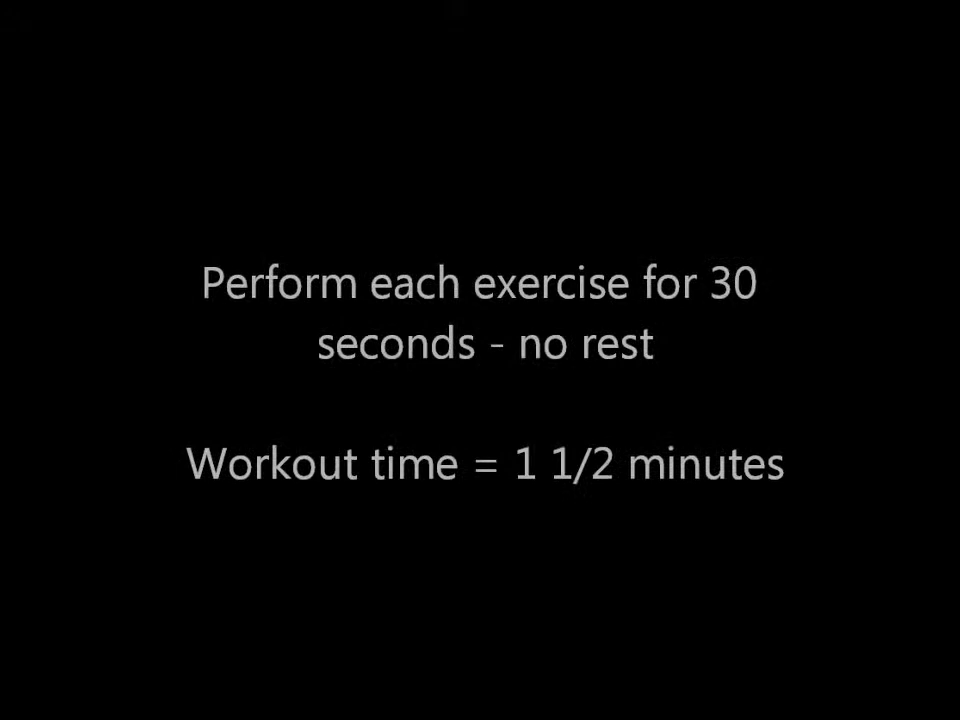 Perform each exercise for 30
seconds - no rest
Workout time = 1 1/2 minutes